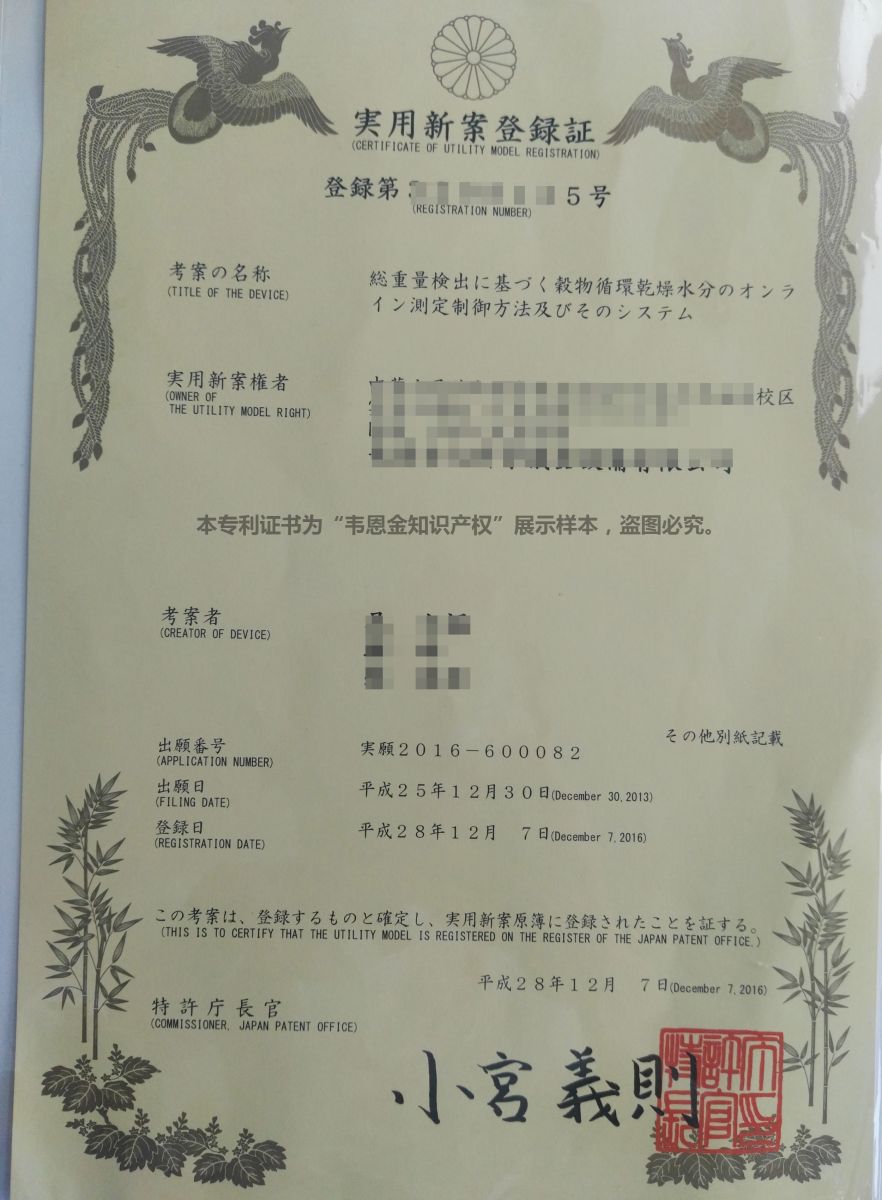 実用新案登録証
(CERTIFICATE OF UTILITY MODEL REGISTRATION)
登録第 5号
(REGISTRATION NUMBER)
考案の名称
(TITLE OF THE DEVICE)
総重量検出に基づく穀物循環乾燥水分のオンラ
イン測定制御方法及びそのシステム
実用新案権者
(OWNER OF
THE UTILITY MODEL RIGHT)
校区
有限公司
本专利证书为“韦恩金知识产权”展示样本，盗图必究。
考案者
(CREATOR OF DEVICE)
その他別紙記載
出願番号
(APPLICATION NUMBER)
実願2016-600082
出願日
(FILING DATE)
平成25年12月30日(December 30,2013)
登録日
(REGISTRATION DATE)
平成28年12月 7日(December 7,2016)
この考案は、登録するものと確定し、実用新案原簿に登録されたことを証する。
(THIS IS TO CERTIFY THAT THE UTILITY MODEL IS REGISTERED ON THE REGISTER OF THE JAPAN PATENT OFFICE.)
平成28年12月 7日(December 7,2016)
特許庁長官
(COMMISSIONER, JAPAN PATENT OFFICE)
小宮義則